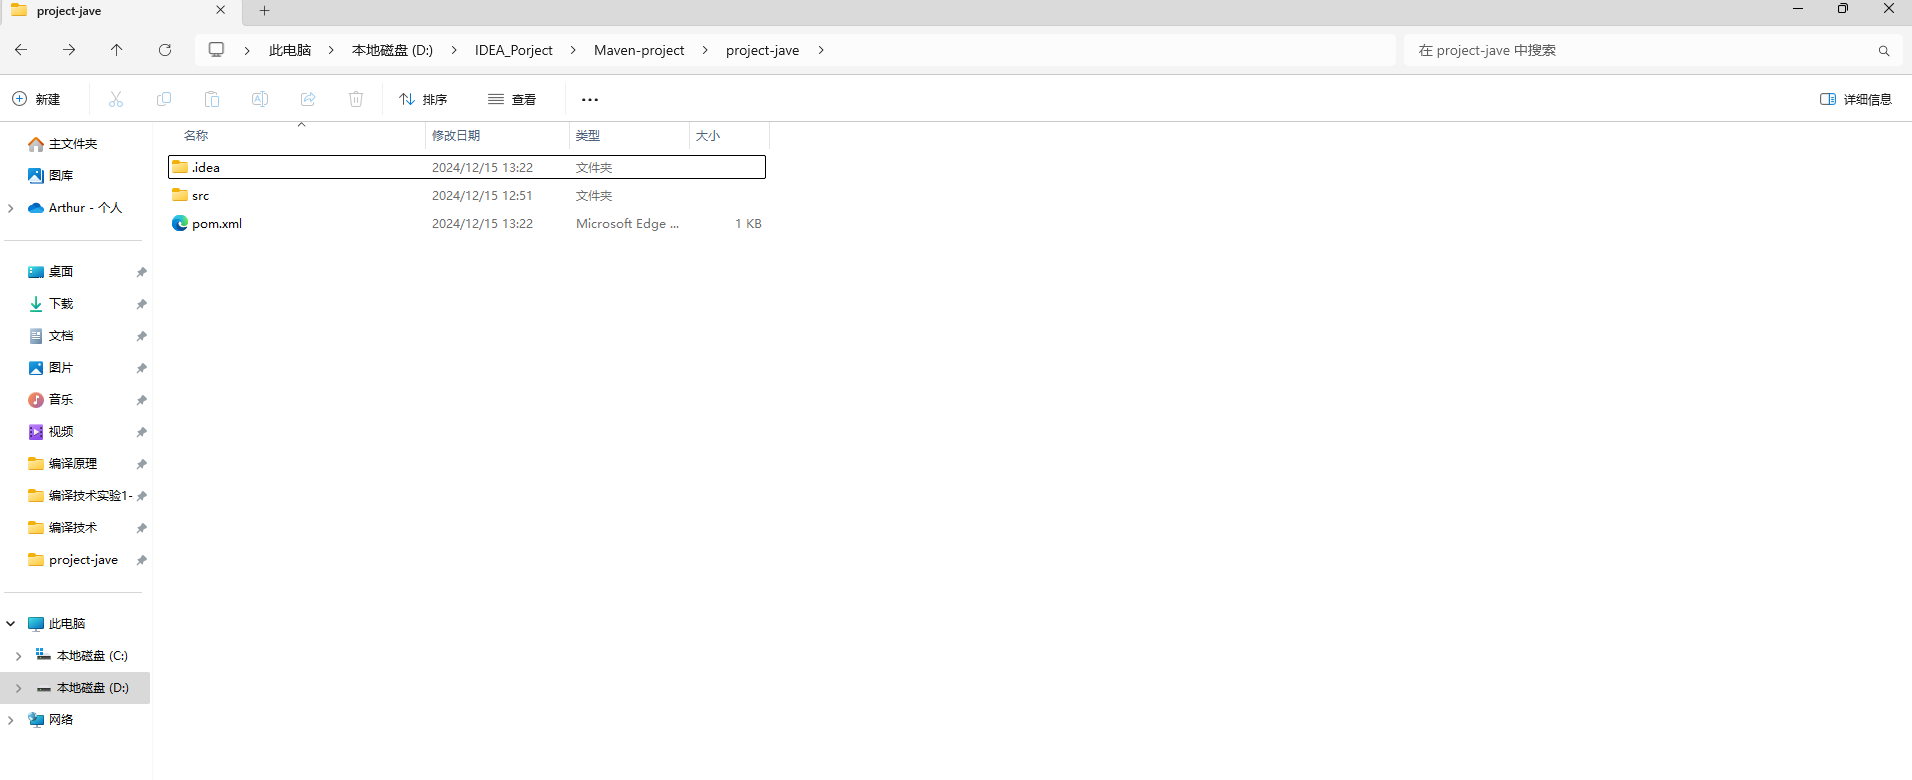 project-jave
此电脑 本地磁盘 (D:) IDEA_Porject Maven-project project-jave
在 project-jave 中搜索
新建 排序 查看 ... 详细信息
名称 修改日期 类型 大小
.idea 2024/12/15 13:22 文件夹
src 2024/12/15 12:51 文件夹
pom.xml 2024/12/15 13:22 Microsoft Edge ... 1 KB
主文件夹
图库
Arthur - 个人
桌面
下载
文档
图片
音乐
视频
编译原理
编译技术实验1-
编译技术
project-jave
此电脑
本地磁盘 (C:)
本地磁盘 (D:)
网络